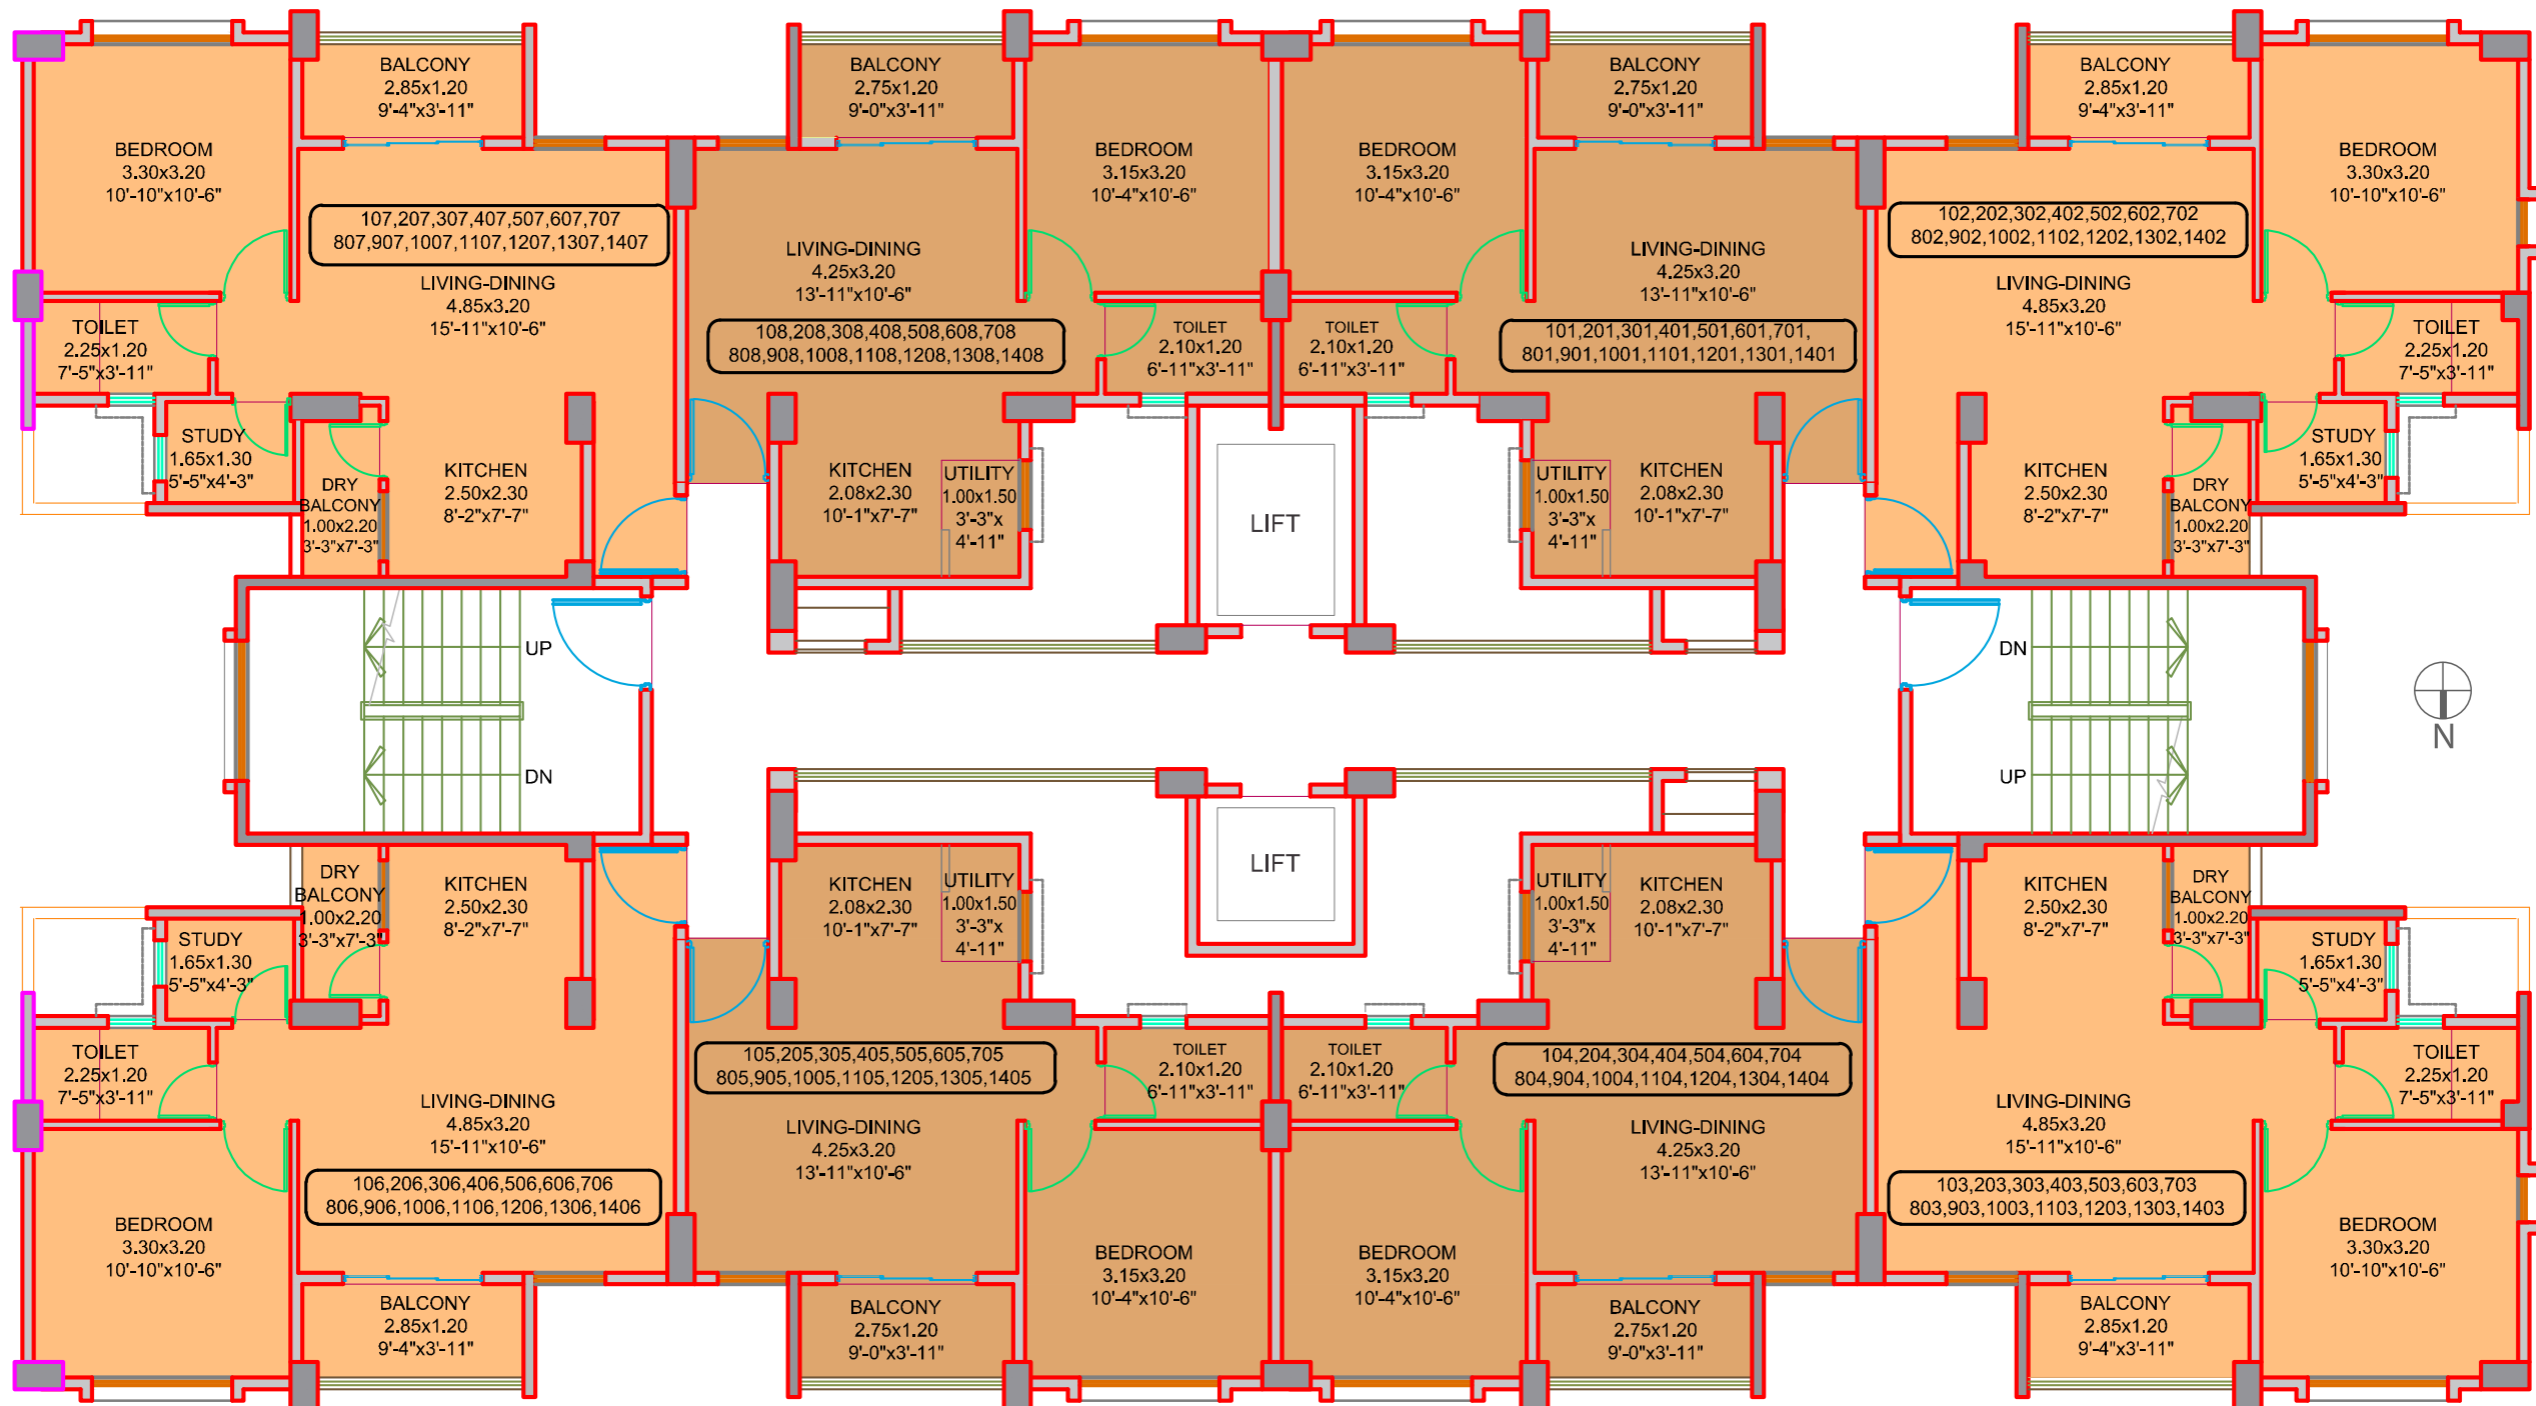 BALCONY
2.85x1.20
9'-4"x3'-11"
BALCONY
2.75x1.20
9'-0"x3'-11"
BALCONY
2.75x1.20
9'-0"x3'-11"
BALCONY
2.85x1.20
9'-4"x3'-11"
BEDROOM
3.30x3.20
10'-10"x10'-6"
BEDROOM
3.15x3.20
10'-4"x10'-6"
BEDROOM
3.15x3.20
10'-4"x10'-6"
BEDROOM
3.30x3.20
10'-10"x10'-6"
107,207,307,407,507,607,707
807,907,1007,1107,1207,1307,1407
LIVING-DINING
4.85x3.20
15'-11"x10'-6"
LIVING-DINING
4.25x3.20
13'-11"x10'-6"
108,208,308,408,508,608,708
808,908,1008,1108,1208,1308,1408
LIVING-DINING
4.25x3.20
13'-11"x10'-6"
101,201,301,401,501,601,701,
801,901,1001,1101,1201,1301,1401
102,202,302,402,502,602,702
802,902,1002,1102,1202,1302,1402
LIVING-DINING
4.85x3.20
15'-11"x10'-6"
TOILET
2.25x1.20
7'-5"x3'-11"
TOILET
2.10x1.20
6'-11"x3'-11"
TOILET
2.10x1.20
6'-11"x3'-11"
TOILET
2.25x1.20
7'-5"x3'-11"
STUDY
1.65x1.30
5'-5"x4'-3"
DRY
BALCONY
1.00x2.20
3'-3"x7'-3"
KITCHEN
2.50x2.30
8'-2"x7'-7"
KITCHEN
2.08x2.30
10'-1"x7'-7"
UTILITY
1.00x1.50
3'-3"x
4'-11"
LIFT
UTILITY
1.00x1.50
3'-3"x
4'-11"
KITCHEN
2.08x2.30
10'-1"x7'-7"
KITCHEN
2.50x2.30
8'-2"x7'-7"
DRY
BALCONY
1.00x2.20
3'-3"x7'-3"
STUDY
1.65x1.30
5'-5"x4'-3"
UP
DN
DN
UP
N
DRY
BALCONY
1.00x2.20
3'-3"x7'-3"
KITCHEN
2.50x2.30
8'-2"x7'-7"
KITCHEN
2.08x2.30
10'-1"x7'-7"
UTILITY
1.00x1.50
3'-3"x
4'-11"
LIFT
UTILITY
1.00x1.50
3'-3"x
4'-11"
KITCHEN
2.08x2.30
10'-1"x7'-7"
KITCHEN
2.50x2.30
8'-2"x7'-7"
DRY
BALCONY
1.00x2.20
3'-3"x7'-3"
STUDY
1.65x1.30
5'-5"x4'-3"
STUDY
1.65x1.30
5'-5"x4'-3"
TOILET
2.25x1.20
7'-5"x3'-11"
105,205,305,405,505,605,705
805,905,1005,1105,1205,1305,1405
TOILET
2.10x1.20
6'-11"x3'-11"
TOILET
2.10x1.20
6'-11"x3'-11"
104,204,304,404,504,604,704
804,904,1004,1104,1204,1304,1404
TOILET
2.25x1.20
7'-5"x3'-11"
LIVING-DINING
4.85x3.20
15'-11"x10'-6"
LIVING-DINING
4.25x3.20
13'-11"x10'-6"
LIVING-DINING
4.25x3.20
13'-11"x10'-6"
LIVING-DINING
4.85x3.20
15'-11"x10'-6"
106,206,306,406,506,606,706
806,906,1006,1106,1206,1306,1406
103,203,303,403,503,603,703
803,903,1003,1103,1203,1303,1403
BEDROOM
3.30x3.20
10'-10"x10'-6"
BEDROOM
3.15x3.20
10'-4"x10'-6"
BEDROOM
3.15x3.20
10'-4"x10'-6"
BEDROOM
3.30x3.20
10'-10"x10'-6"
BALCONY
2.85x1.20
9'-4"x3'-11"
BALCONY
2.75x1.20
9'-0"x3'-11"
BALCONY
2.75x1.20
9'-0"x3'-11"
BALCONY
2.85x1.20
9'-4"x3'-11"